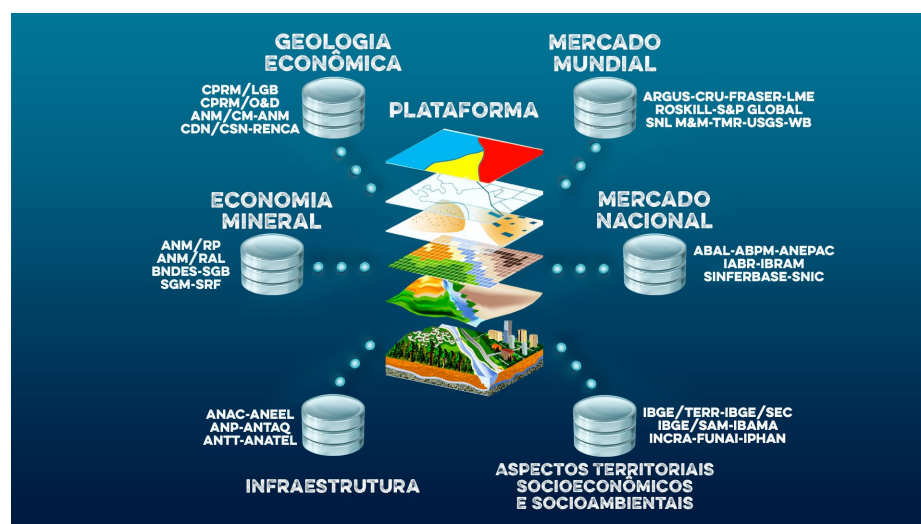 GEOLOGIA
ECONÔMICA
CPRM/LGB
CPRM/O&D
ANM/CM-ANM
CDN/CSN-RENCA
PLATAFORMA
MERCADO
MUNDIAL
ARGUS-CRU-FRASER-LME
ROSKILL-S&P GLOBAL
SNL M&M-TMR-USGS-WB
ECONOMIA
MINERAL
ANM/RP
ANM/RAL
BNDES-SGB
SGM-SRF
MERCADO
NACIONAL
ABAL-ABPM-ANEPAC
IABR-IBRAM
SINFERBASE-SNIC
ANAC-ANEEL
ANP-ANTAQ
ANTT-ANATEL
INFRAESTRUTURA
IBGE/TERR-IBGE/SEC
IBGE/SAM-IBAMA
INCRA-FUNAI-IPHAN
ASPECTOS TERRITORIAIS
SOCIOECONÔMICOS
E SOCIOAMBIENTAIS